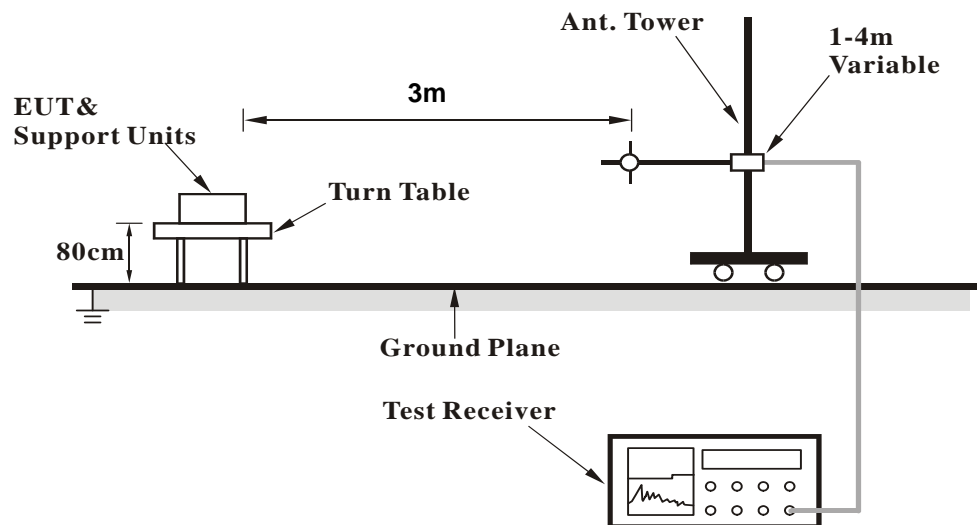 Ant. Tower
1-4m
Variable
3m
EUT&
Support Units
Turn Table
80cm
Ground Plane
Test Receiver